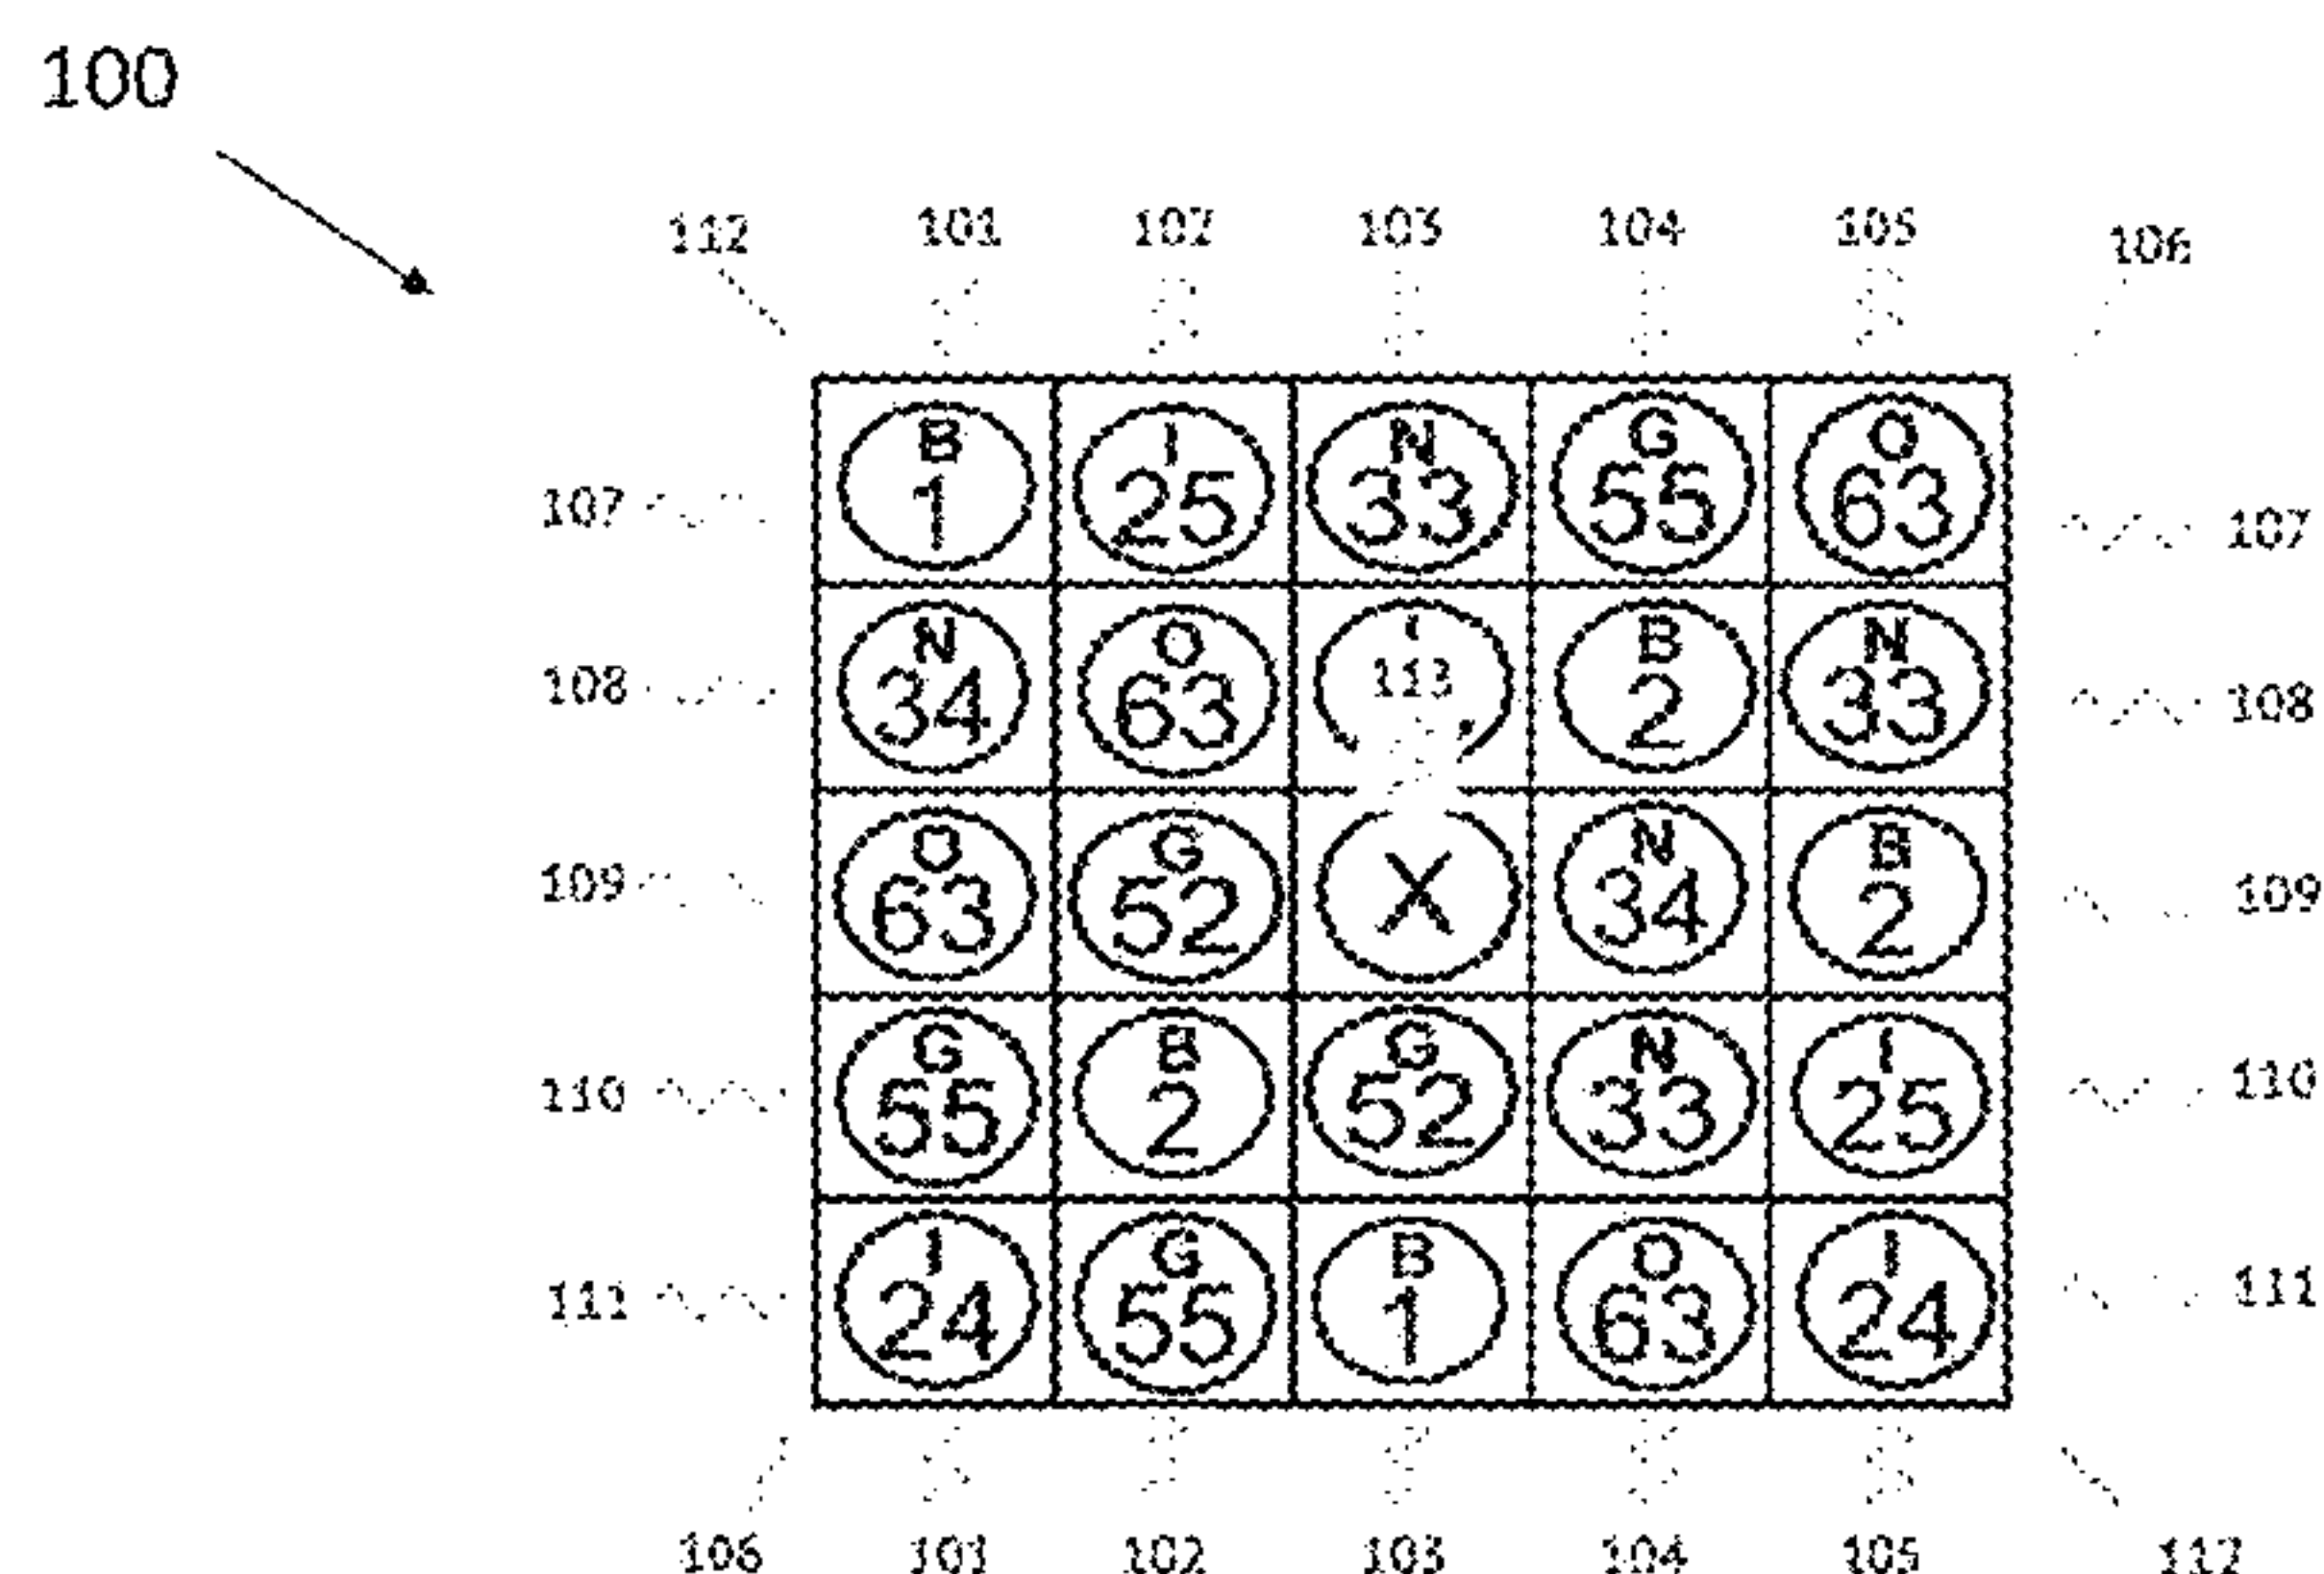 100
112 101 102 103 104 105 106
B I N G O
107 1 25 33 55 63 107
N O I B N
108 34 63 113 2 33 108
O G N B
109 63 52 X 34 2 109
G B G N I
110 55 2 52 33 25 110
I G B O I
111 24 55 1 63 24 111
106 101 102 103 104 105 112